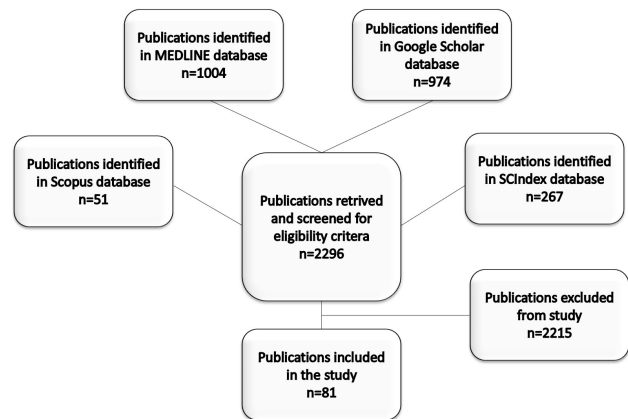 Publications identified
in MEDLINE database
n=1004
Publications identified
in Google Scholar
database
n=974
Publications identified
in Scopus database
n=51
Publications retrived
and screened for
eligibility critera
n=2296
Publications identified
in SCIndex database
n=267
Publications excluded
from study
n=2215
Publications included
in the study
n=81